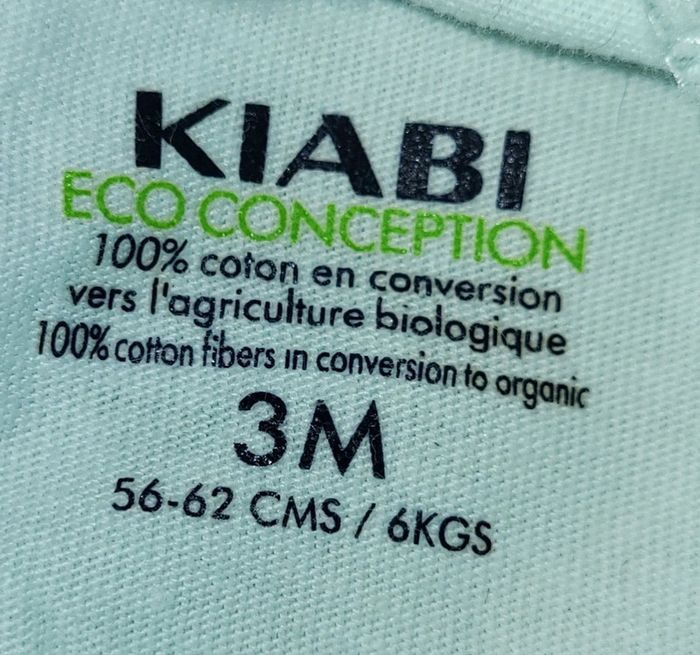 KIABI
ECO CONCEPTION
100% coton en conversion
vers l'agriculture biologique
100% cotton fibers in conversion to organic
3M
56-62 CMS / 6KGS